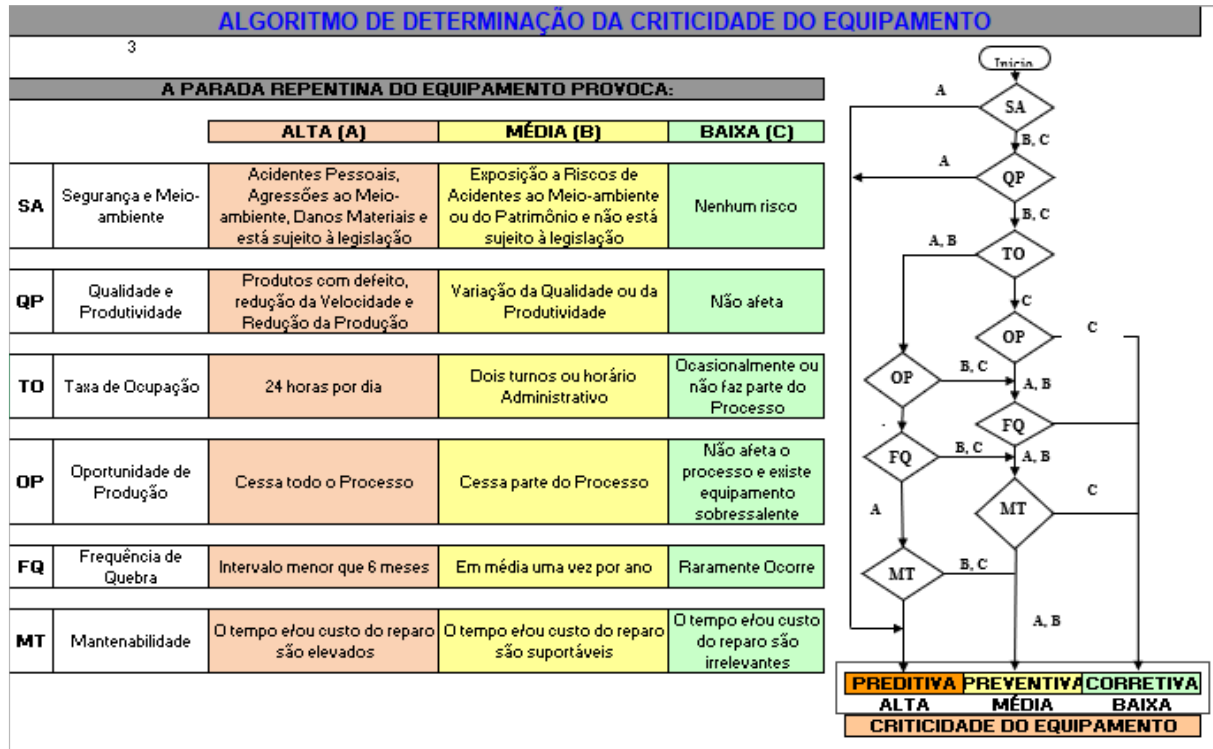 ALGORITMO DE DETERMINAÇÃO DA CRITICIDADE DO EQUIPAMENTO
3
A PARADA REPENTINA DO EQUIPAMENTO PROVOCA:
ALTA (A)
MÉDIA (B)
BAIXA (C)
SA
Segurança e Meio-
ambiente
Acidentes Pessoais,
Agressões ao Meio-
ambiente, Danos Materiais e
está sujeito à legislação
Exposição a Riscos de
Acidentes ao Meio-ambiente
ou do Patrimônio e não está
sujeito à legislação
Nenhum risco
QP
Qualidade e
Produtividade
Produtos com defeito,
redução da Velocidade e
Redução da Produção
Variação da Qualidade ou da
Produtividade
Não afeta
TO
Taxa de Ocupação
24 horas por dia
Dois turnos ou horário
Administrativo
Ocasionalmente ou
não faz parte do
Processo
OP
Oportunidade de
Produção
Cessa todo o Processo
Cessa parte do Processo
Não afeta o
processo e existe
equipamento
sobressalente
FQ
Frequência de
Quebra
Intervalo menor que 6 meses
Em média uma vez por ano
Raramente Ocorre
MT
Mantenabilidade
O tempo e/ou custo do reparo
são elevados
O tempo e/ou custo do reparo
são suportáveis
O tempo e/ou custo
do reparo são
irrelevantes
Inicio
A
SA
B, C
A
QP
B, C
A, B
TO
C
OP
C
OP
B, C
A, B
FQ
FQ
B, C
A, B
A
MT
C
MT
B, C
A, B
PREDITIVA
PREVENTIVA
CORRETIVA
ALTA
MÉDIA
BAIXA
CRITICIDADE DO EQUIPAMENTO